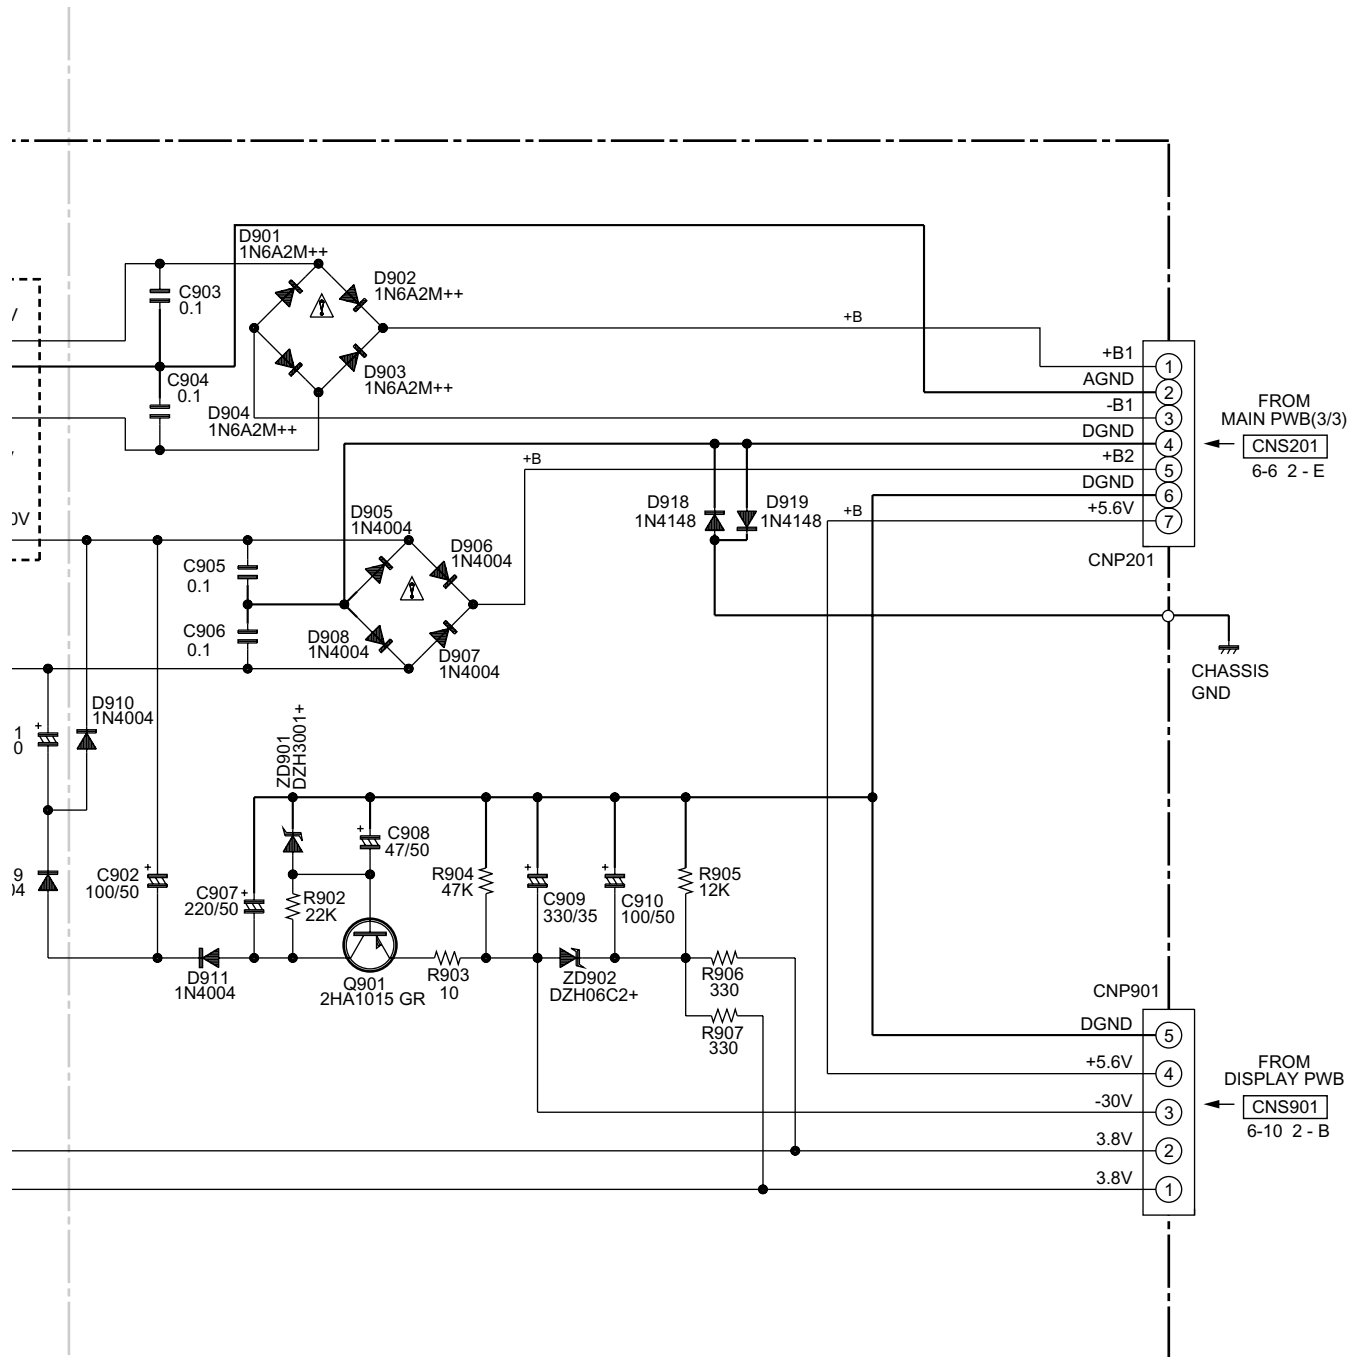 D901
1N6A2M++
D902
1N6A2M++
C903
0.1
+B
D903
1N6A2M++
C904
0.1
D904
1N6A2M++
+B1
1
AGND
2
-B1
3
DGND
4
+B2
5
DGND
6
+5.6V
7
CNP201
FROM
MAIN PWB(3/3)
CNS201
6-6 2 - E
+B
+B
D918
1N4148
D919
1N4148
0V
D905
1N4004
D906
1N4004
C905
0.1
C906
0.1
D908
1N4004
D907
1N4004
CHASSIS
GND
D910
1N4004
+
1
0
ZD901
DZH3001+
+
C908
47/50
9
04
C902
100/50
+
C907
220/50
+
R902
22K
R904
47K
+
C909
330/35
+
C910
100/50
R905
12K
D911
1N4004
Q901
2HA1015 GR
R903
10
ZD902
DZH06C2+
R906
330
R907
330
CNP901
DGND
5
+5.6V
4
-30V
3
3.8V
2
3.8V
1
FROM
DISPLAY PWB
CNS901
6-10 2 - B